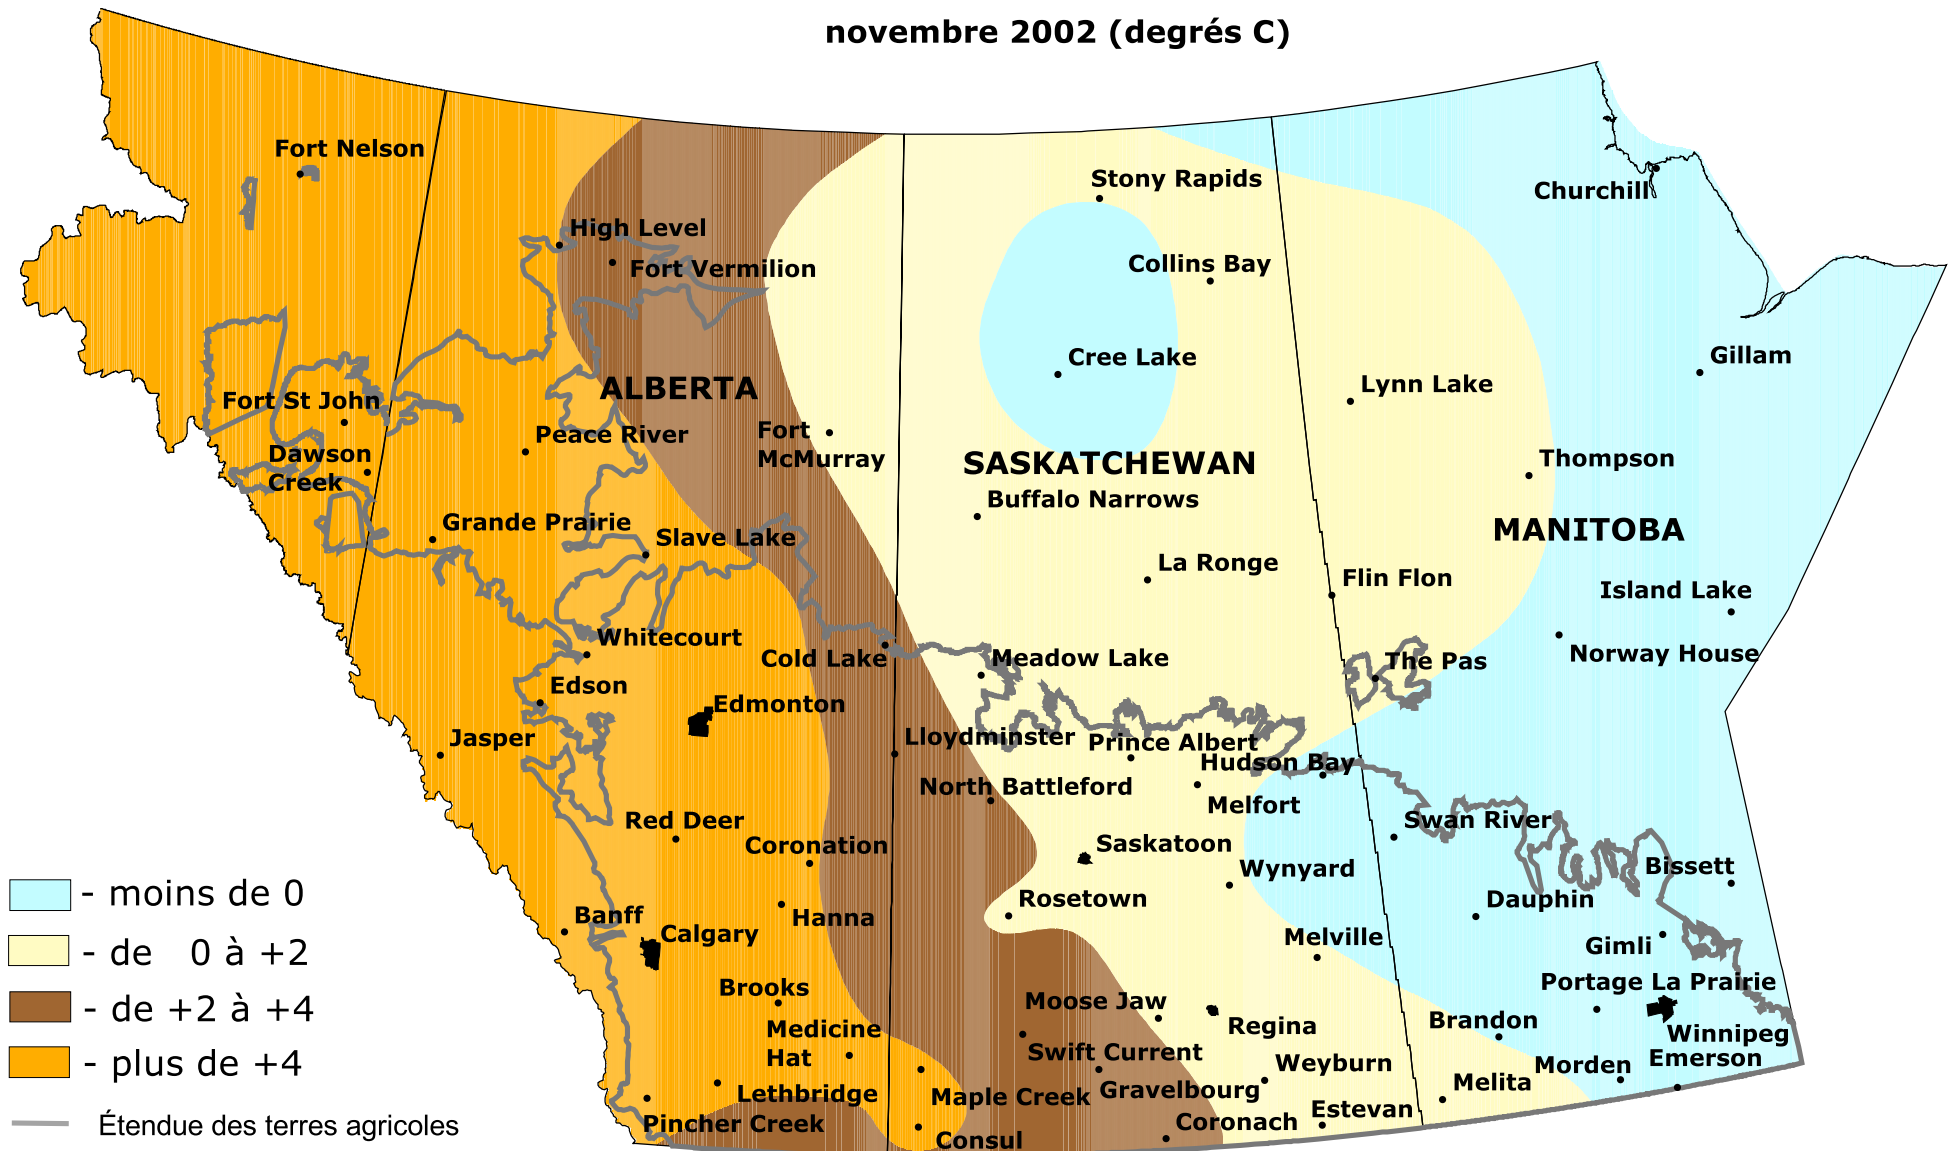 novembre 2002 (degrés C)
Fort Nelson
Stony Rapids
Churchill
High Level
Fort Vermilion
Collins Bay
Cree Lake
Gillam
ALBERTA
Lynn Lake
Fort St John
Peace River
Fort
McMurray
Dawson
Creek
SASKATCHEWAN
Thompson
Buffalo Narrows
Grande Prairie
Slave Lake
MANITOBA
La Ronge
Flin Flon
Island Lake
Whitecourt
Cold Lake
Meadow Lake
The Pas
Norway House
Edson
Edmonton
Jasper
Lloydminster
Prince Albert
Hudson Bay
North Battleford
Melfort
Red Deer
Swan River
Coronation
Saskatoon
Wynyard
Bissett
Rosetown
Dauphin
Banff
Hanna
Calgary
Melville
Gimli
Brooks
Portage La Prairie
Moose Jaw
Medicine
Hat
Regina
Brandon
Winnipeg
Swift Current
Weyburn
Morden
Emerson
Lethbridge
Maple Creek
Gravelbourg
Melita
Pincher Creek
Consul
Coronach
Estevan
- moins de 0
- de 0 à +2
- de +2 à +4
- plus de +4
Étendue des terres agricoles